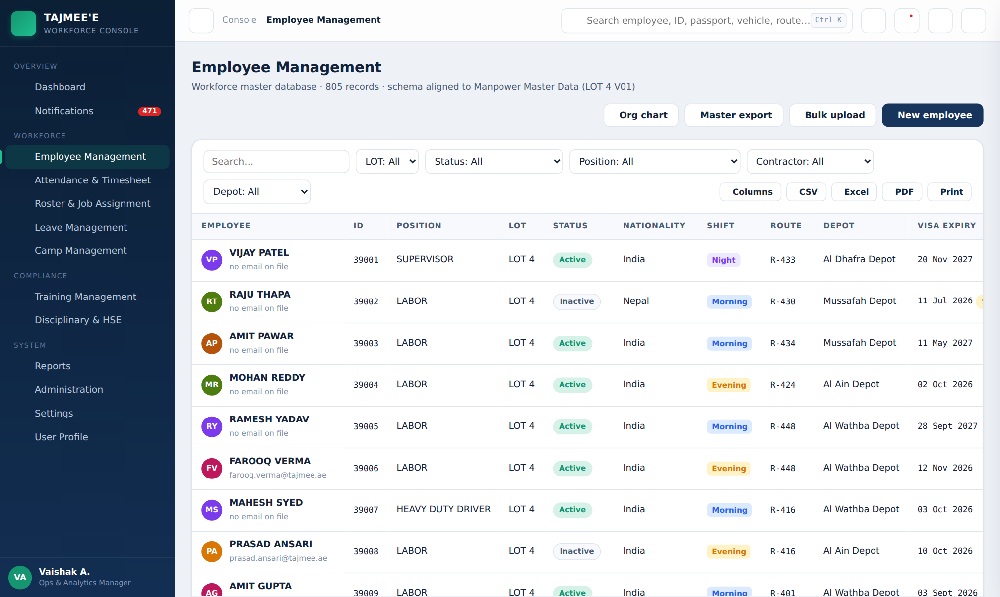 TAJMEE'E
WORKFORCE CONSOLE
OVERVIEW
Dashboard
Notifications 471
WORKFORCE
Employee Management
Attendance & Timesheet
Roster & Job Assignment
Leave Management
Camp Management
COMPLIANCE
Training Management
Disciplinary & HSE
SYSTEM
Reports
Administration
Settings
User Profile
VA
Vaishak A.
Ops & Analytics Manager
Console Employee Management
Search employee, ID, passport, vehicle, route... Ctrl K
Employee Management
Workforce master database · 805 records · schema aligned to Manpower Master Data (LOT 4 V01)
Org chart Master export Bulk upload New employee
Search... LOT: All Status: All Position: All Contractor: All
Depot: All Columns CSV Excel PDF Print
EMPLOYEE ID POSITION LOT STATUS NATIONALITY SHIFT ROUTE DEPOT VISA EXPIRY
VP VIJAY PATEL no email on file 39001 SUPERVISOR LOT 4 Active India Night R-433 Al Dhafra Depot 20 Nov 2027
RT RAJU THAPA no email on file 39002 LABOR LOT 4 Inactive Nepal Morning R-430 Mussafah Depot 11 Jul 2026
AP AMIT PAWAR no email on file 39003 LABOR LOT 4 Active India Morning R-434 Mussafah Depot 11 May 2027
MR MOHAN REDDY no email on file 39004 LABOR LOT 4 Active India Evening R-424 Al Ain Depot 02 Oct 2026
RY RAMESH YADAV no email on file 39005 LABOR LOT 4 Active India Morning R-448 Al Wathba Depot 28 Sept 2027
FV FAROOQ VERMA farooq.verma@tajmee.ae 39006 LABOR LOT 4 Active India Evening R-448 Al Wathba Depot 12 Nov 2026
MS MAHESH SYED no email on file 39007 HEAVY DUTY DRIVER LOT 4 Active India Morning R-416 Al Wathba Depot 03 Oct 2026
PA PRASAD ANSARI prasad.ansari@tajmee.ae 39008 LABOR LOT 4 Inactive India Evening R-416 Al Ain Depot 10 Oct 2026
AG AMIT GUPTA 39009 LABOR LOT 4 Active India Morning R-401 Al Wathba Depot 03 Sept 2026